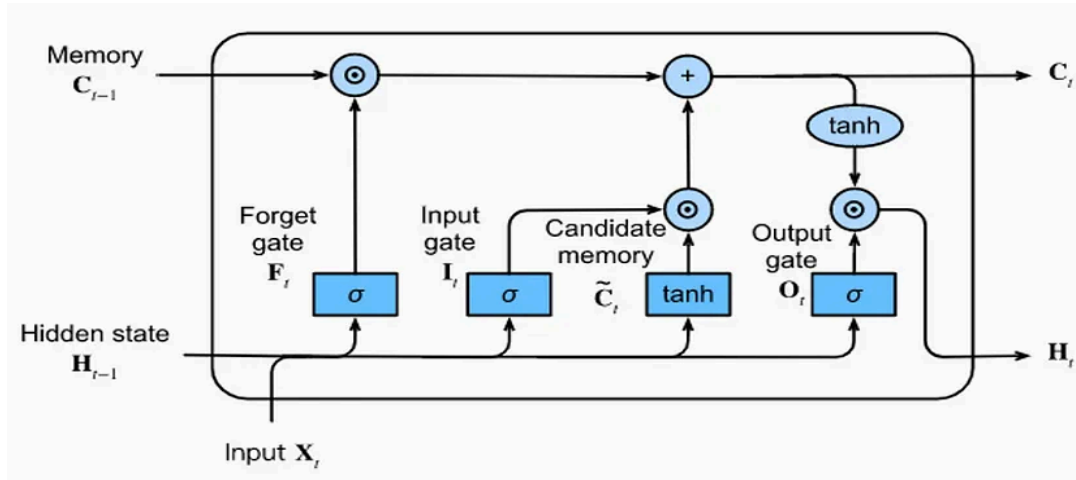 Memory
C_{t-1}
⊙
+
C_t
tanh
Forget
gate
F_t
Input
gate
I_t
Candidate
memory
C̃_t
⊙
Output
gate
O_t
⊙
σ
σ
tanh
σ
Hidden state
H_{t-1}
H_t
Input X_t